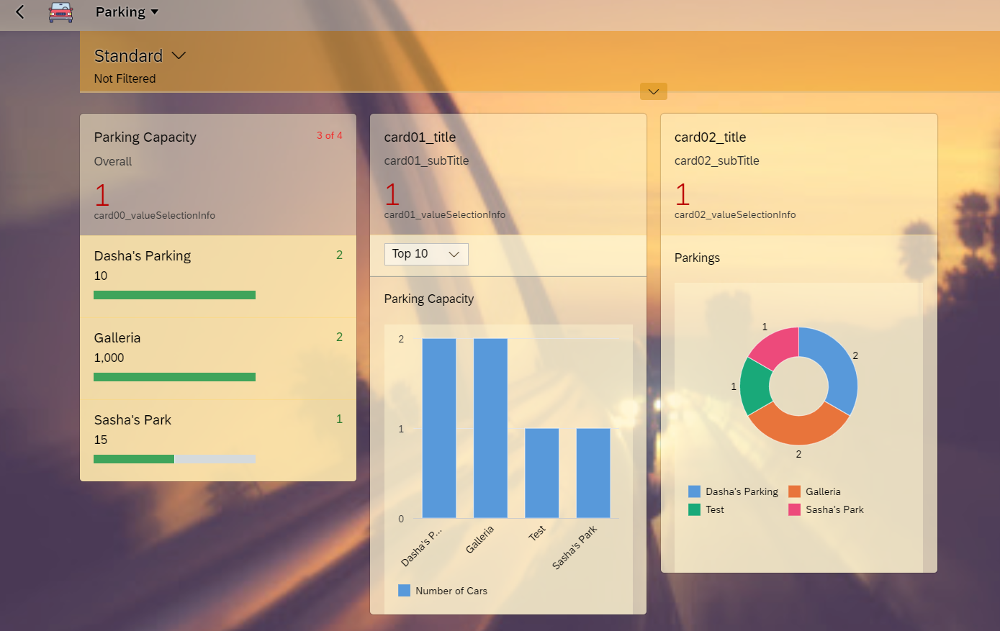 Parking
Standard
Not Filtered
Parking Capacity
3 of 4
Overall
1
card00_valueSelectionInfo
Dasha's Parking
2
10
Galleria
2
1,000
Sasha's Park
1
15
card01_title
card01_subTitle
1
card01_valueSelectionInfo
Top 10
Parking Capacity
2
1
0
Dasha's P...
Galleria
Test
Sasha's Park
Number of Cars
card02_title
card02_subTitle
1
card02_valueSelectionInfo
Parkings
1
2
1
2
Dasha's Parking
Galleria
Test
Sasha's Park